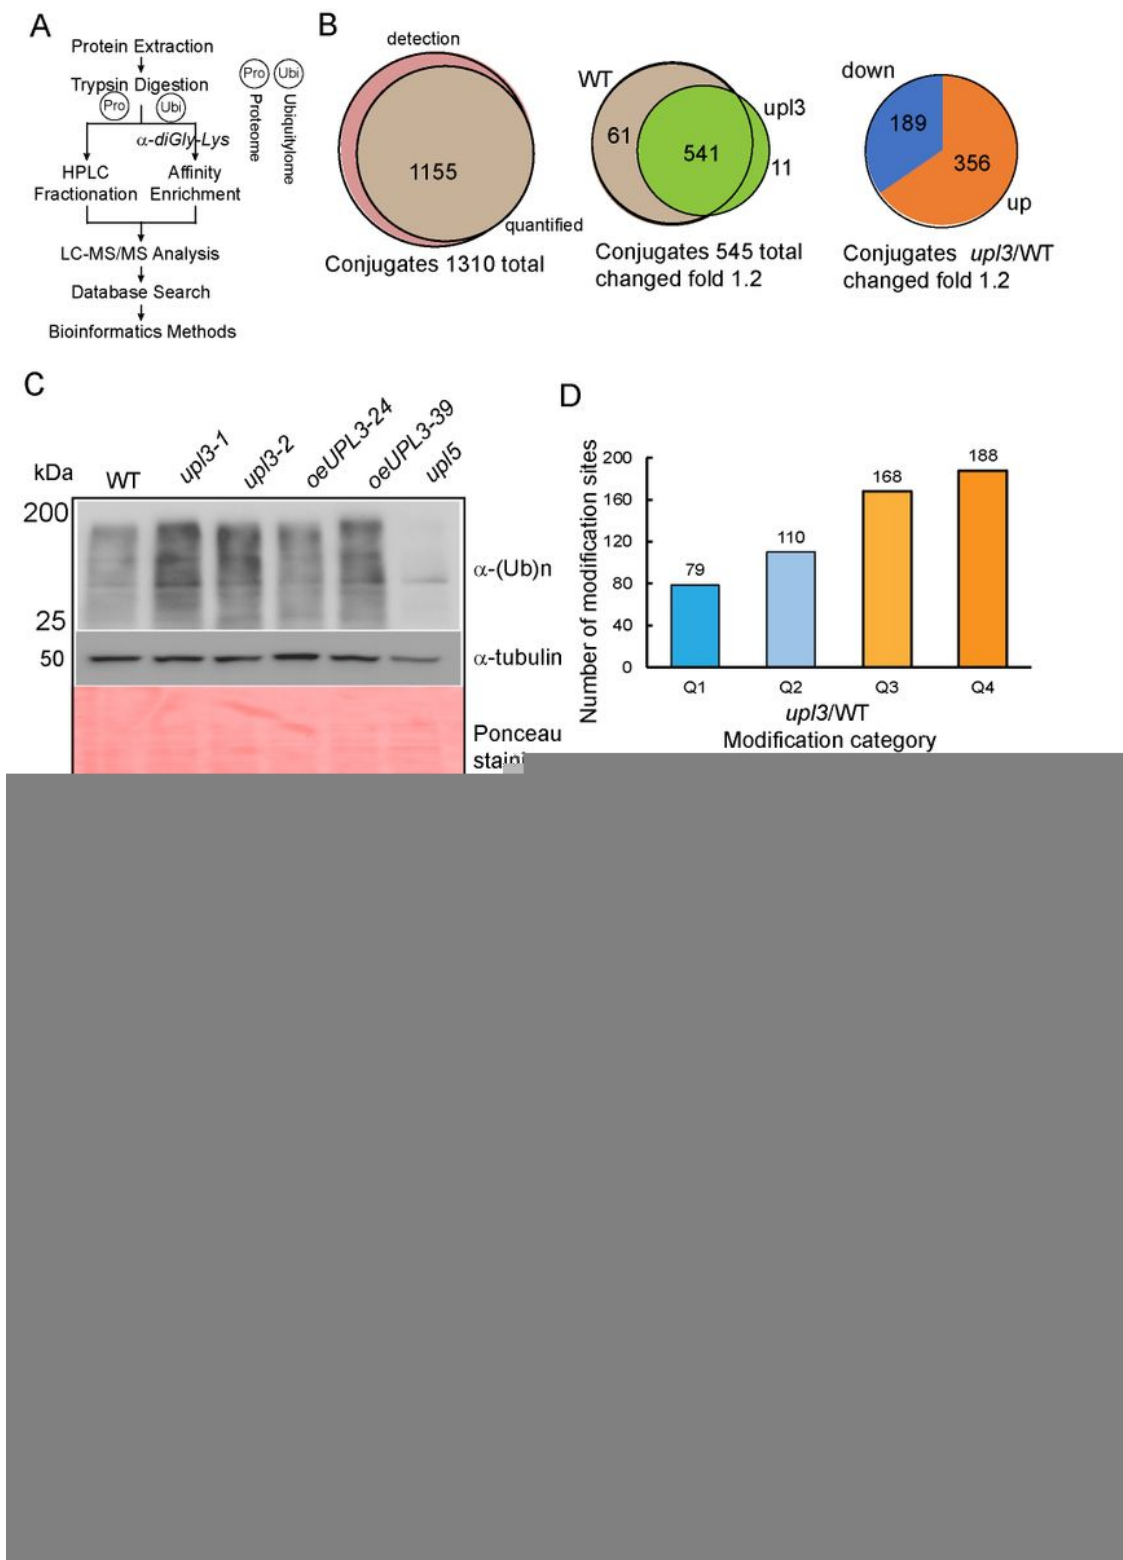 A
Protein Extraction
Trypsin Digestion
Pro
Ubi
α-diGly-Lys
HPLC
Fractionation
Affinity
Enrichment
LC-MS/MS Analysis
Database Search
Bioinformatics Methods
Pro
Ubi
Proteome
Ubiquitylome
B
detection
1155
quantified
Conjugates 1310 total
WT
upl3
61
541
11
Conjugates 545 total
changed fold 1.2
down
189
356
up
Conjugates upl3/WT
changed fold 1.2
C
kDa
WT
upl3-1
upl3-2
oeUPL3-24
oeUPL3-39
upl5
200
α-(Ub)n
25
50
α-tubulin
Ponceau
D
Number of modification sites
200
160
120
80
40
0
79
110
168
188
Q1
Q2
Q3
Q4
upl3/WT
Modification category